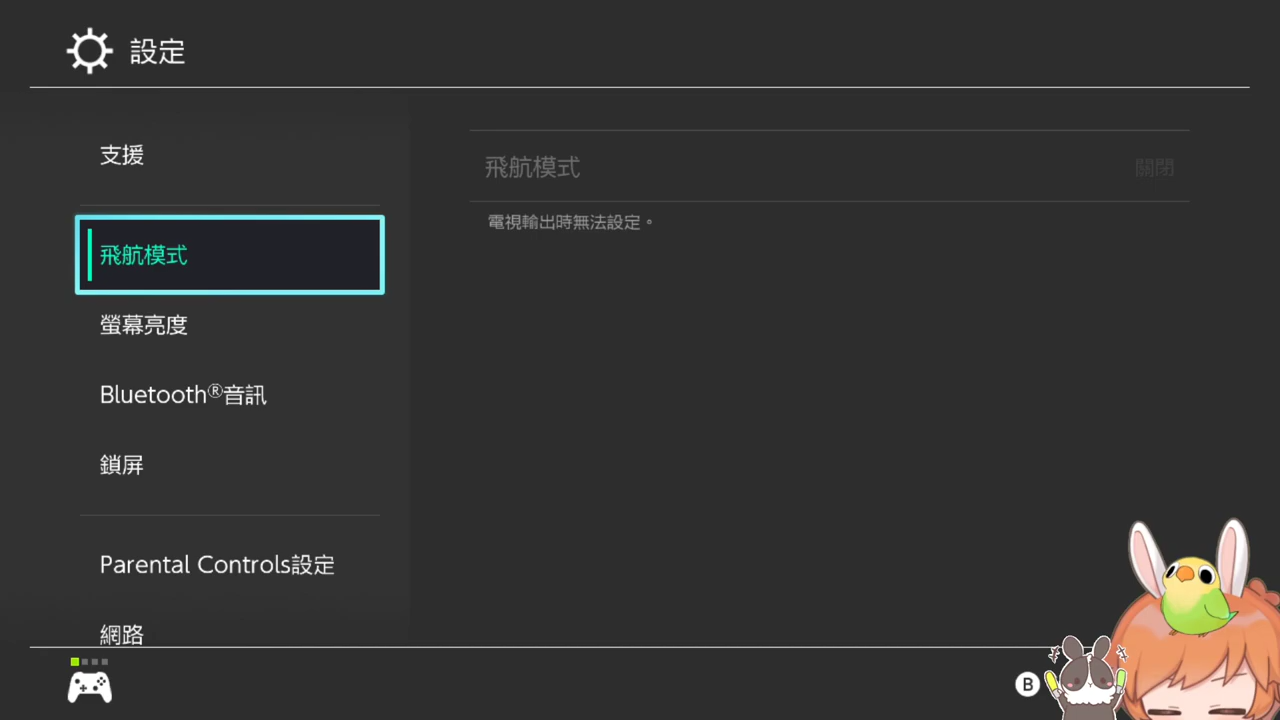 設定
支援
飛航模式
螢幕亮度
Bluetooth®音訊
鎖屏
Parental Controls設定
網路
飛航模式
關閉
電視輸出時無法設定。
B